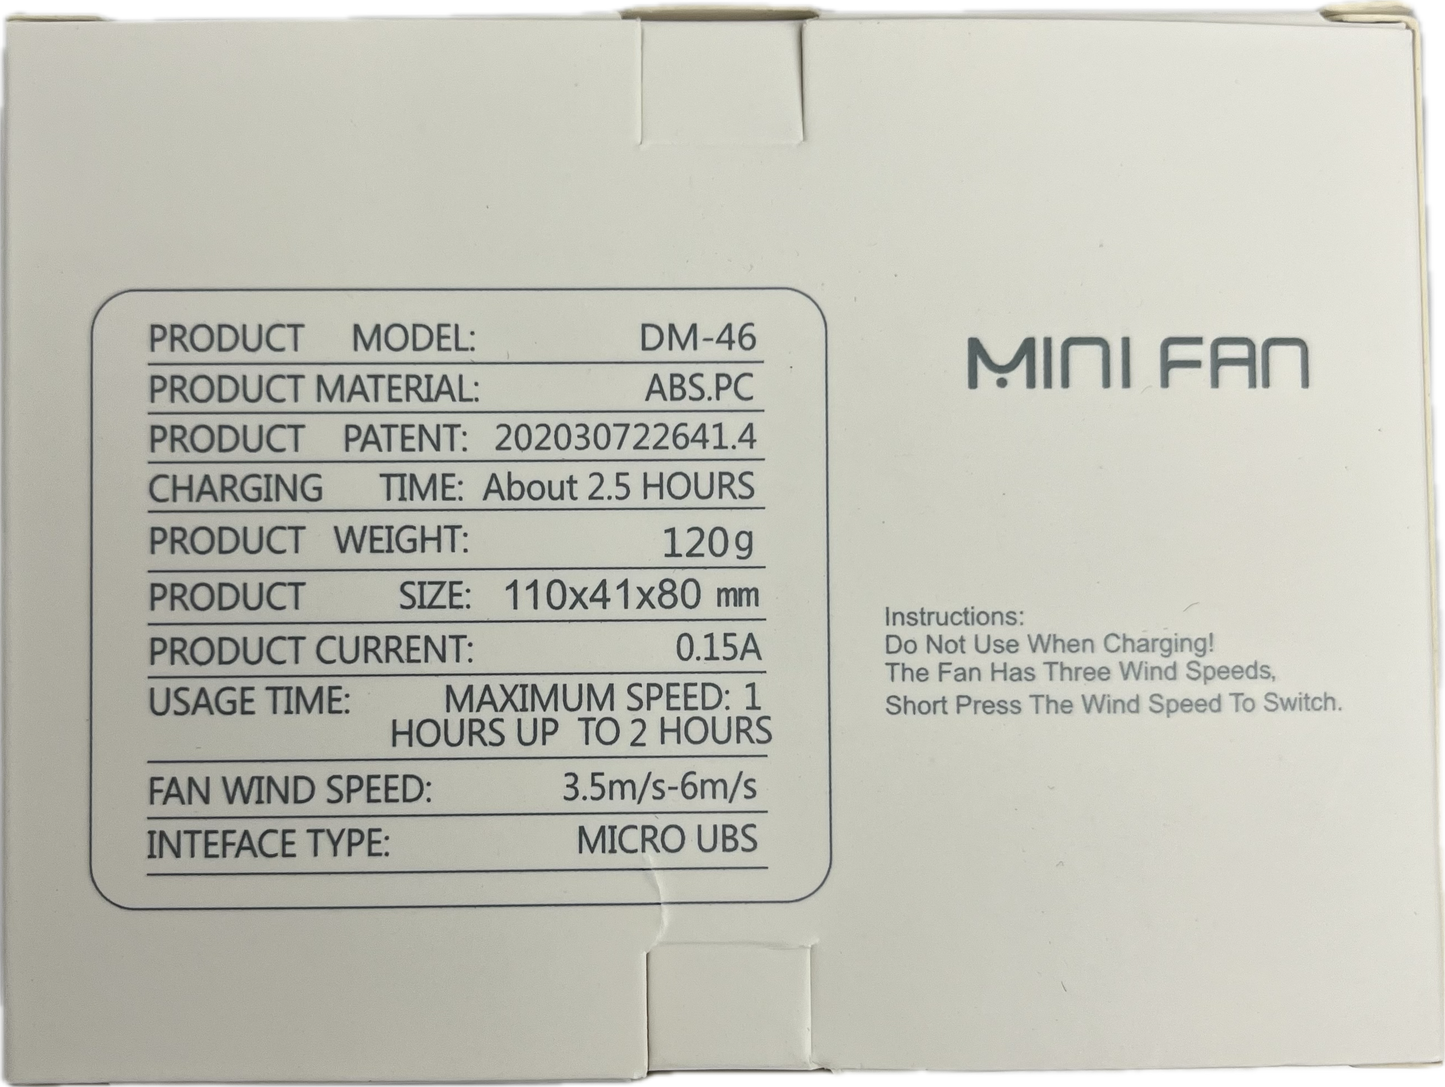 PRODUCT MODEL: DM-46
PRODUCT MATERIAL: ABS.PC
PRODUCT PATENT: 202030722641.4
CHARGING TIME: About 2.5 HOURS
PRODUCT WEIGHT: 120g
PRODUCT SIZE: 110x41x80 mm
PRODUCT CURRENT: 0.15A
USAGE TIME: MAXIMUM SPEED: 1
HOURS UP TO 2 HOURS
FAN WIND SPEED: 3.5m/s-6m/s
INTEFACE TYPE: MICRO UBS
MINI FAN
Instructions:
Do Not Use When Charging!
The Fan Has Three Wind Speeds,
Short Press The Wind Speed To Switch.